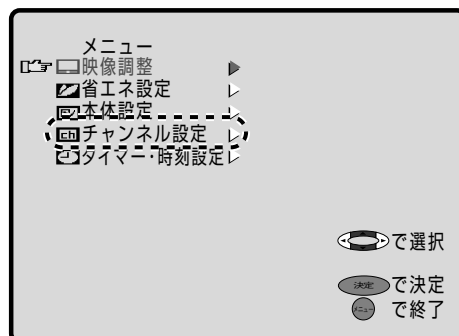 メニュー
映像調整
省エネ設定
本体設定
チャンネル設定
タイマー・時刻設定
で選択
決定 で決定
メニュー で終了